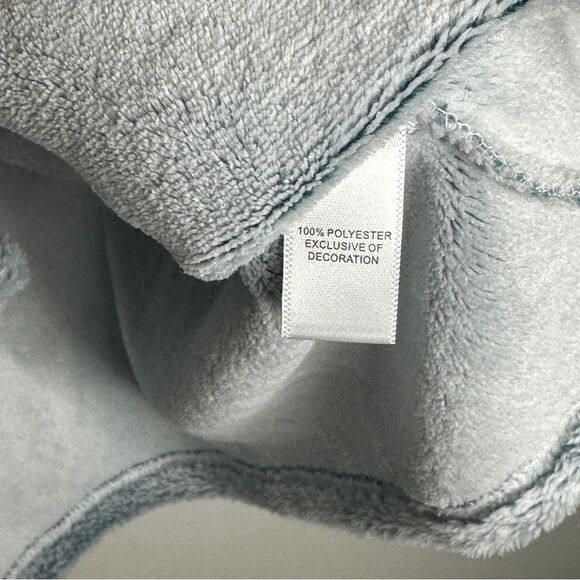 100% POLYESTER
EXCLUSIVE OF
DECORATION